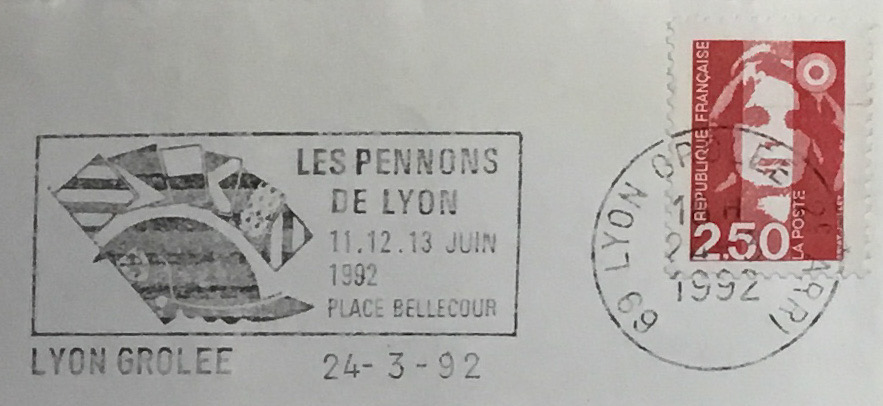 LES PENNONS
DE LYON
11.12.13 JUIN
1992
PLACE BELLECOUR
LYON GROLEE
24-3-92
REPUBLIQUE FRANÇAISE
2.50
LA POSTE
69 LYON GROLEE
1992